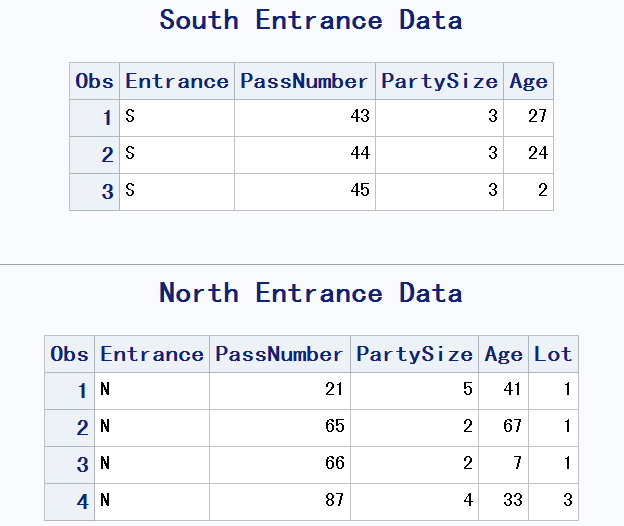 South Entrance Data
Obs Entrance PassNumber PartySize Age
1 S 43 3 27
2 S 44 3 24
3 S 45 3 2
North Entrance Data
Obs Entrance PassNumber PartySize Age Lot
1 N 21 5 41 1
2 N 65 2 67 1
3 N 66 2 7 1
4 N 87 4 33 3